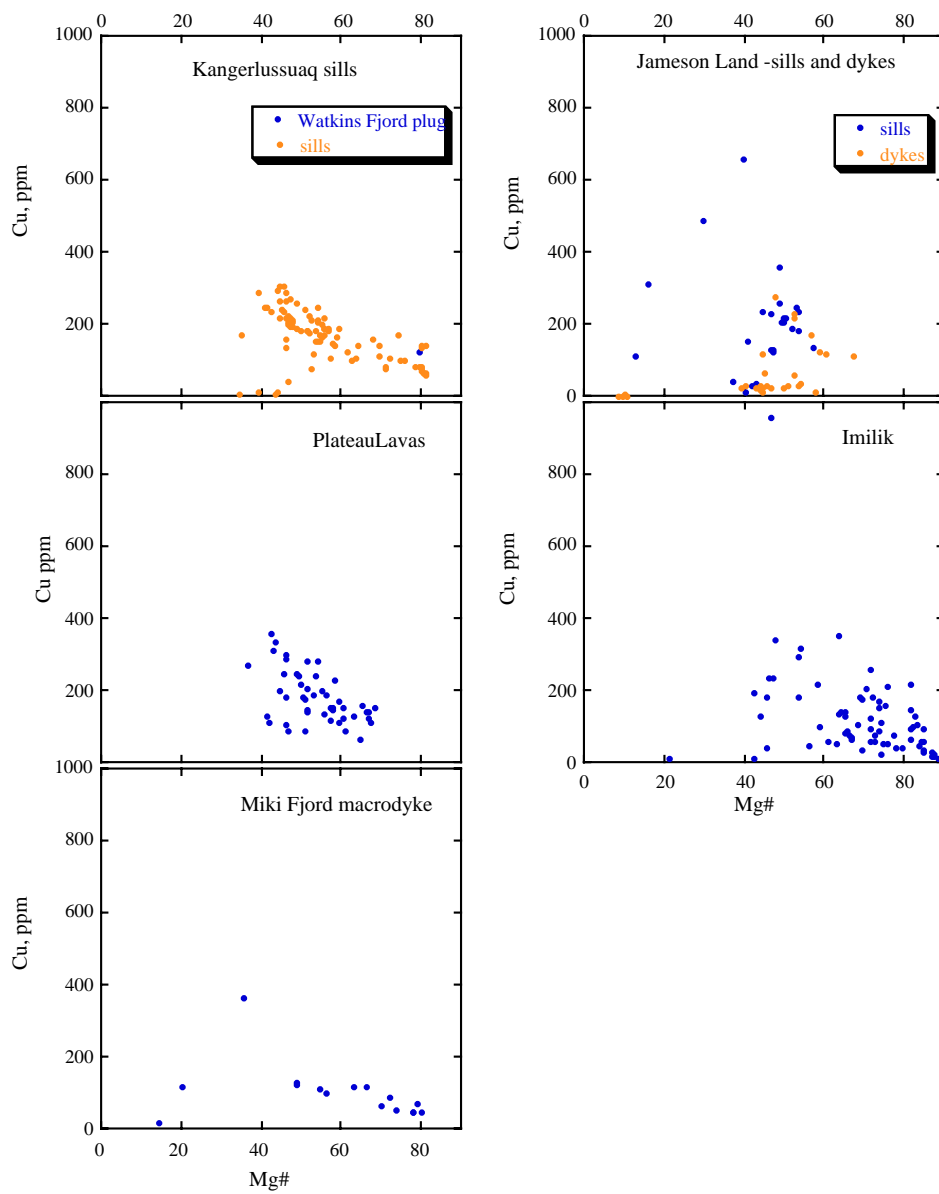 0 20 40 60 80
1000
Kangerlussuaq sills
Watkins Fjord plug
sills
800
600
400
200
0
Cu, ppm
0 20 40 60 80
1000
Jameson Land -sills and dykes
sills
dykes
800
600
400
200
0
Cu, ppm
PlateauLavas
800
600
400
200
0
Cu ppm
Imilik
800
600
400
200
0
Cu, ppm
0 20 40 60 80
Mg#
1000
Miki Fjord macrodyke
800
600
400
200
0
Cu, ppm
0 20 40 60 80
Mg#